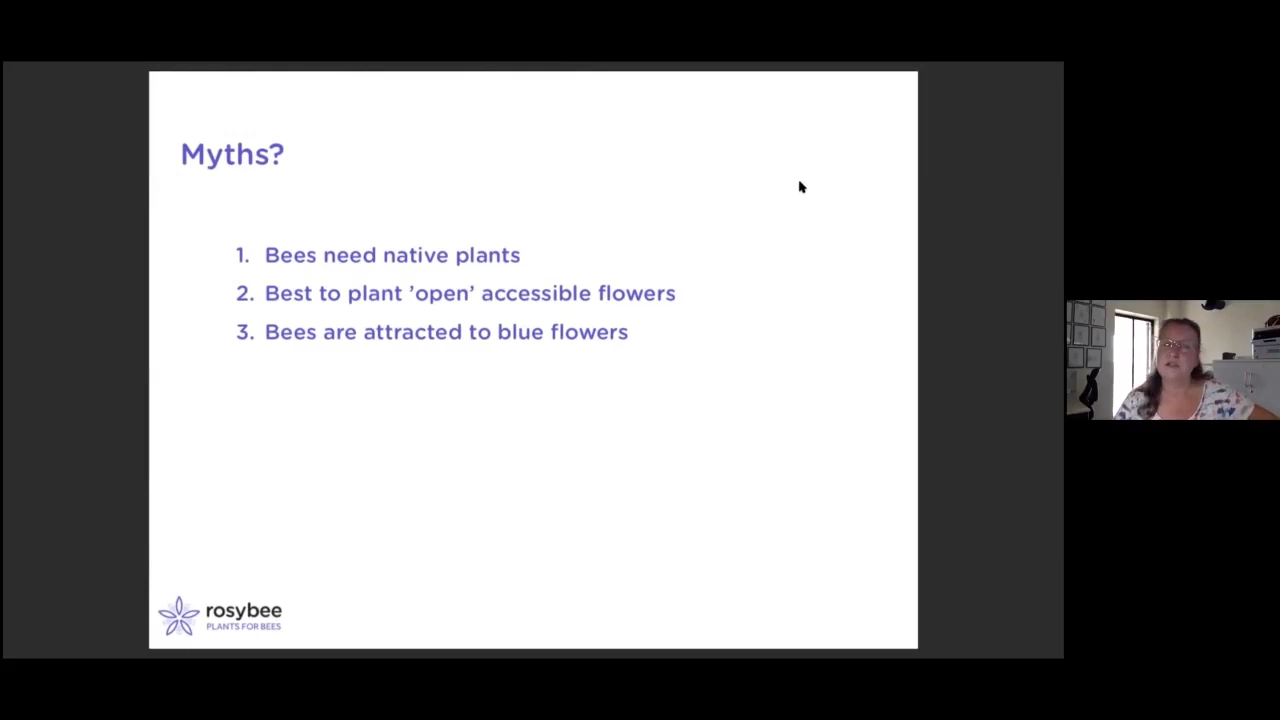 Myths?
1. Bees need native plants
2. Best to plant ’open’ accessible flowers
3. Bees are attracted to blue flowers
rosybee
PLANTS FOR BEES